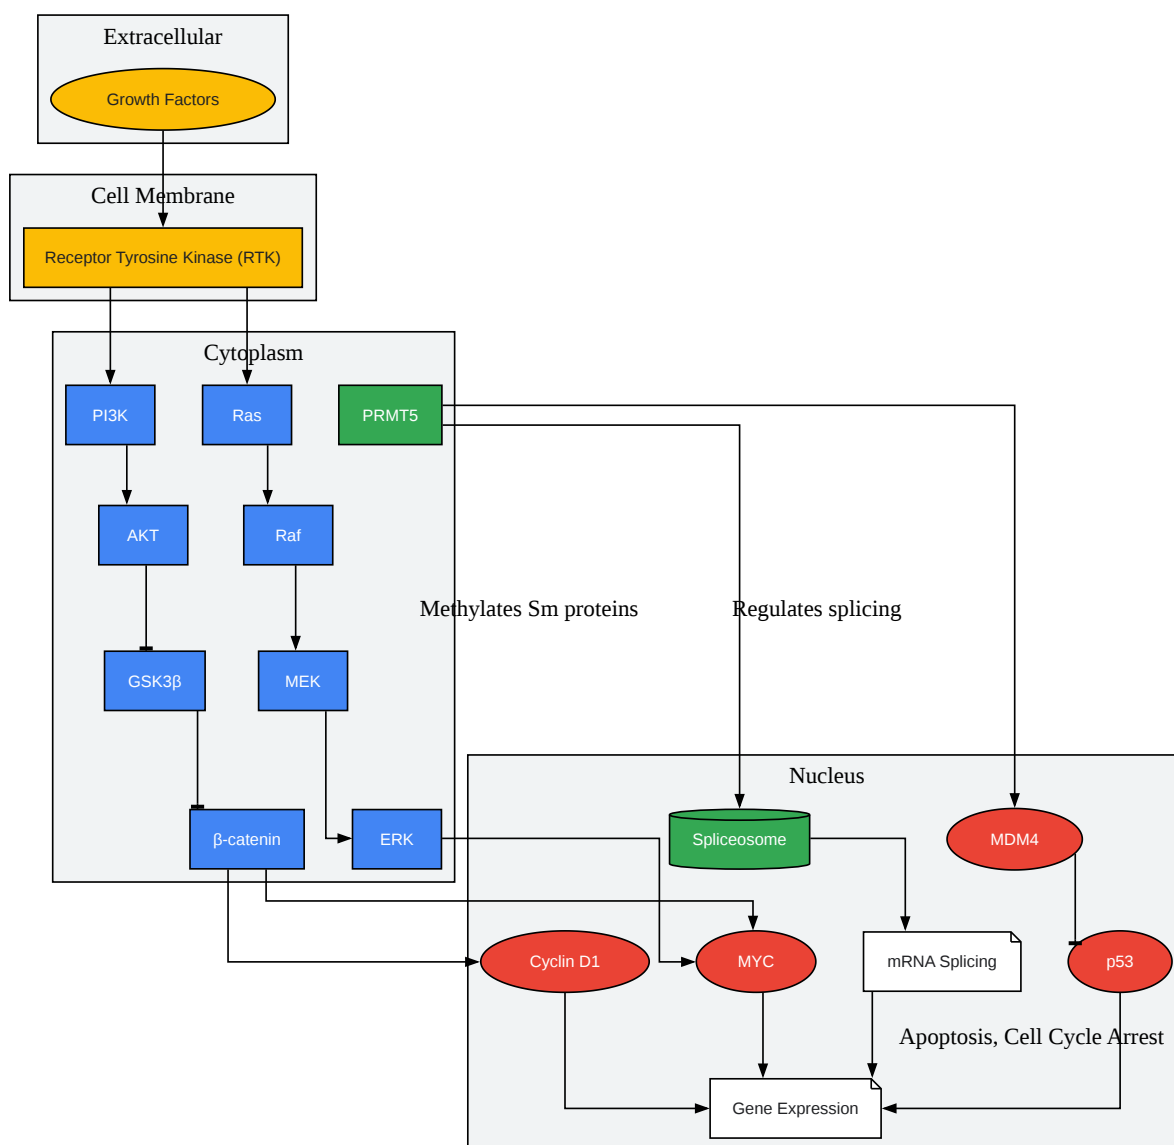 Extracellular
Growth Factors
Cell Membrane
Receptor Tyrosine Kinase (RTK)
Cytoplasm
PI3K
Ras
PRMT5
AKT
Raf
Methylates Sm proteins
Regulates splicing
GSK3β
MEK
Nucleus
β-catenin
ERK
Spliceosome
MDM4
Cyclin D1
MYC
mRNA Splicing
p53
Apoptosis, Cell Cycle Arrest
Gene Expression